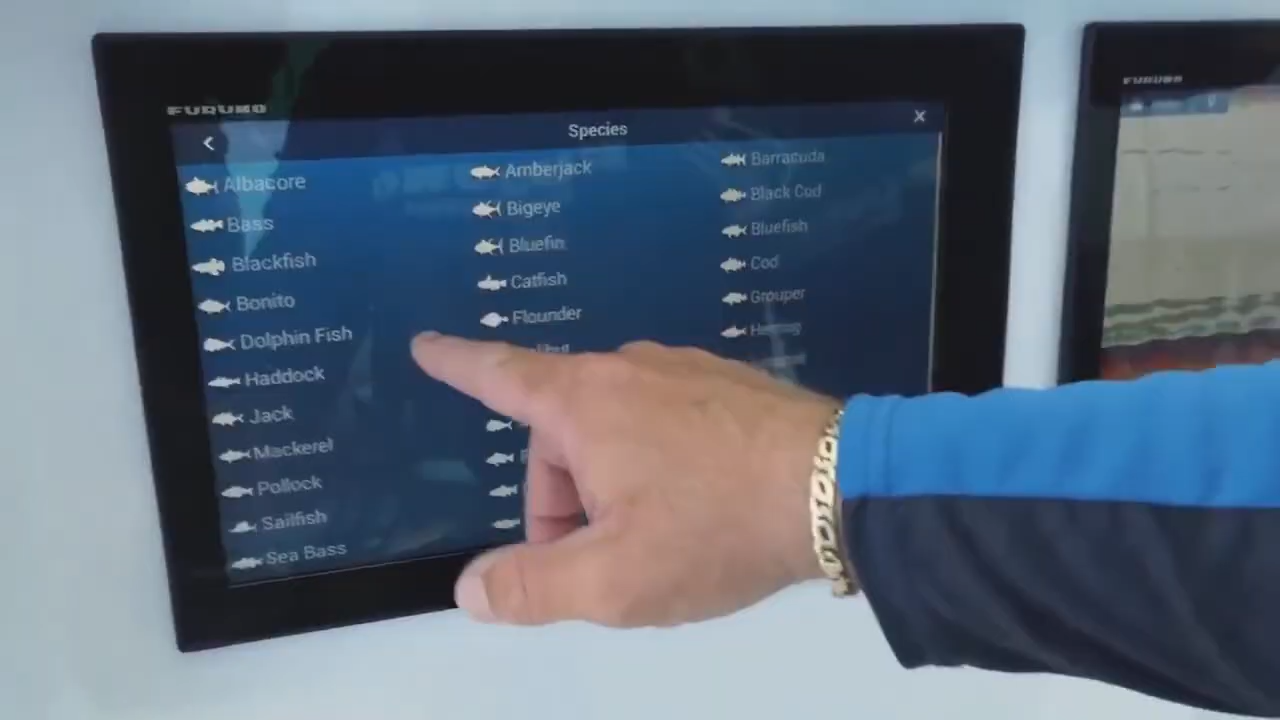 FURUNO
FURUNO
Species
Albacore
Amberjack
Barracuda
Bass
Bigeye
Black Cod
Blackfish
Bluefin
Bluefish
Bonito
Catfish
Cod
Dolphin Fish
Flounder
Grouper
Haddock
Jack
Mackerel
Pollock
Sailfish
Sea Bass